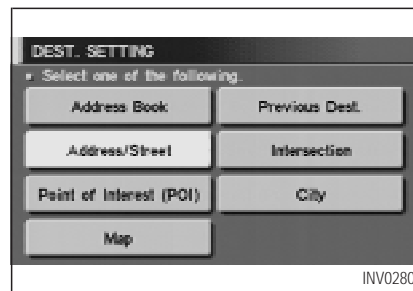 DEST. SETTING
Select one of the following.
Address Book
Previous Dest.
Address/Street
Intersection
Point of Interest (POI)
City
Map
INV0280